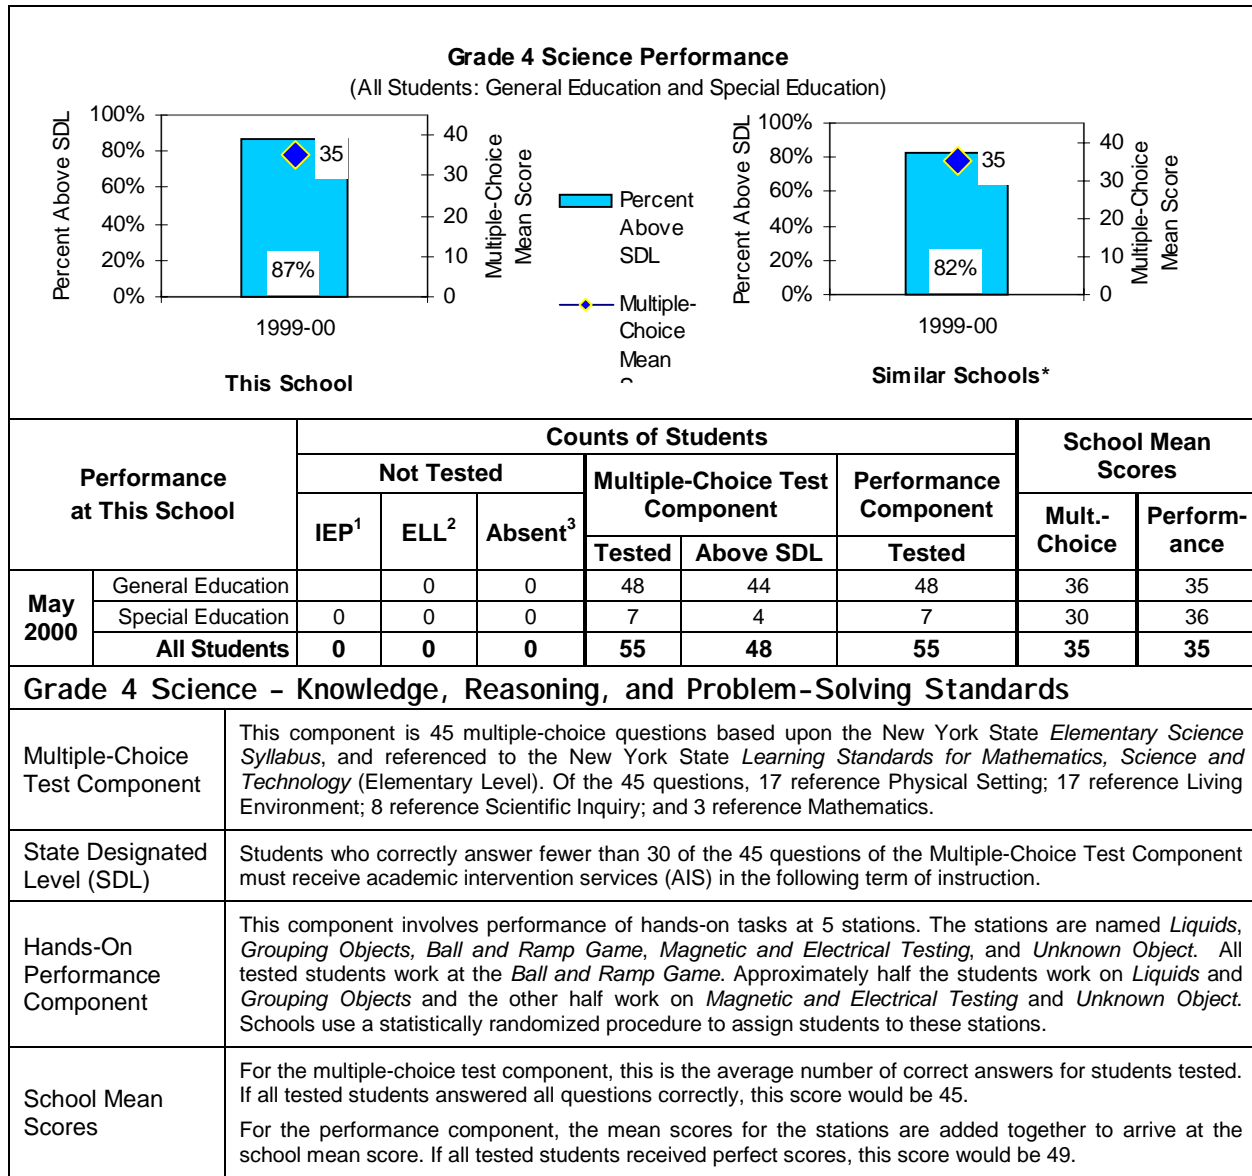 Grade 4 Science Performance
(All Students: General Education and Special Education)
Percent Above SDL
100%
80%
60%
40%
20%
0%
35
87%
40
30
20
10
0
Multiple-Choice
Mean Score
1999-00
This School
Percent
Above
SDL
Multiple-
Choice
Mean
Percent Above SDL
100%
80%
60%
40%
20%
0%
35
82%
40
30
20
10
0
Multiple-Choice
Mean Score
1999-00
Similar Schools*
Performance
at This School
Counts of Students
School Mean
Scores
Not Tested
Multiple-Choice Test
Component
Performance
Component
IEP1 ELL2 Absent3
Tested Above SDL Tested
Mult.-
Choice
Perform-
ance
May
2000
General Education 0 0 48 44 48 36 35
Special Education 0 0 0 7 4 7 30 36
All Students 0 0 0 55 48 55 35 35
Grade 4 Science – Knowledge, Reasoning, and Problem-Solving Standards
Multiple-Choice
Test Component
This component is 45 multiple-choice questions based upon the New York State Elementary Science
Syllabus, and referenced to the New York State Learning Standards for Mathematics, Science and
Technology (Elementary Level). Of the 45 questions, 17 reference Physical Setting; 17 reference Living
Environment; 8 reference Scientific Inquiry; and 3 reference Mathematics.
State Designated
Level (SDL)
Students who correctly answer fewer than 30 of the 45 questions of the Multiple-Choice Test Component
must receive academic intervention services (AIS) in the following term of instruction.
Hands-On
Performance
Component
This component involves performance of hands-on tasks at 5 stations. The stations are named Liquids,
Grouping Objects, Ball and Ramp Game, Magnetic and Electrical Testing, and Unknown Object. All
tested students work at the Ball and Ramp Game. Approximately half the students work on Liquids and
Grouping Objects and the other half work on Magnetic and Electrical Testing and Unknown Object.
Schools use a statistically randomized procedure to assign students to these stations.
School Mean
Scores
For the multiple-choice test component, this is the average number of correct answers for students tested.
If all tested students answered all questions correctly, this score would be 45.
For the performance component, the mean scores for the stations are added together to arrive at the
school mean score. If all tested students received perfect scores, this score would be 49.